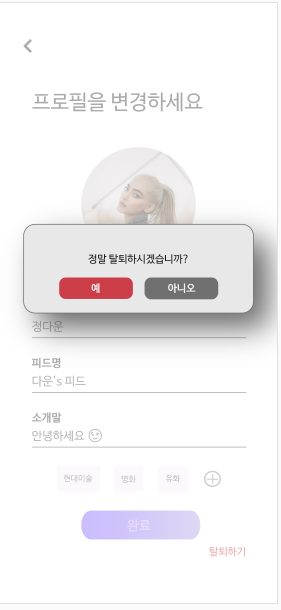 프로필을 변경하세요
정말 탈퇴하시겠습니까?
예 아니오
정다운
피드명
다운's 피드
소개말
안녕하세요 😉
현대미술 명화 유화
완료
탈퇴하기